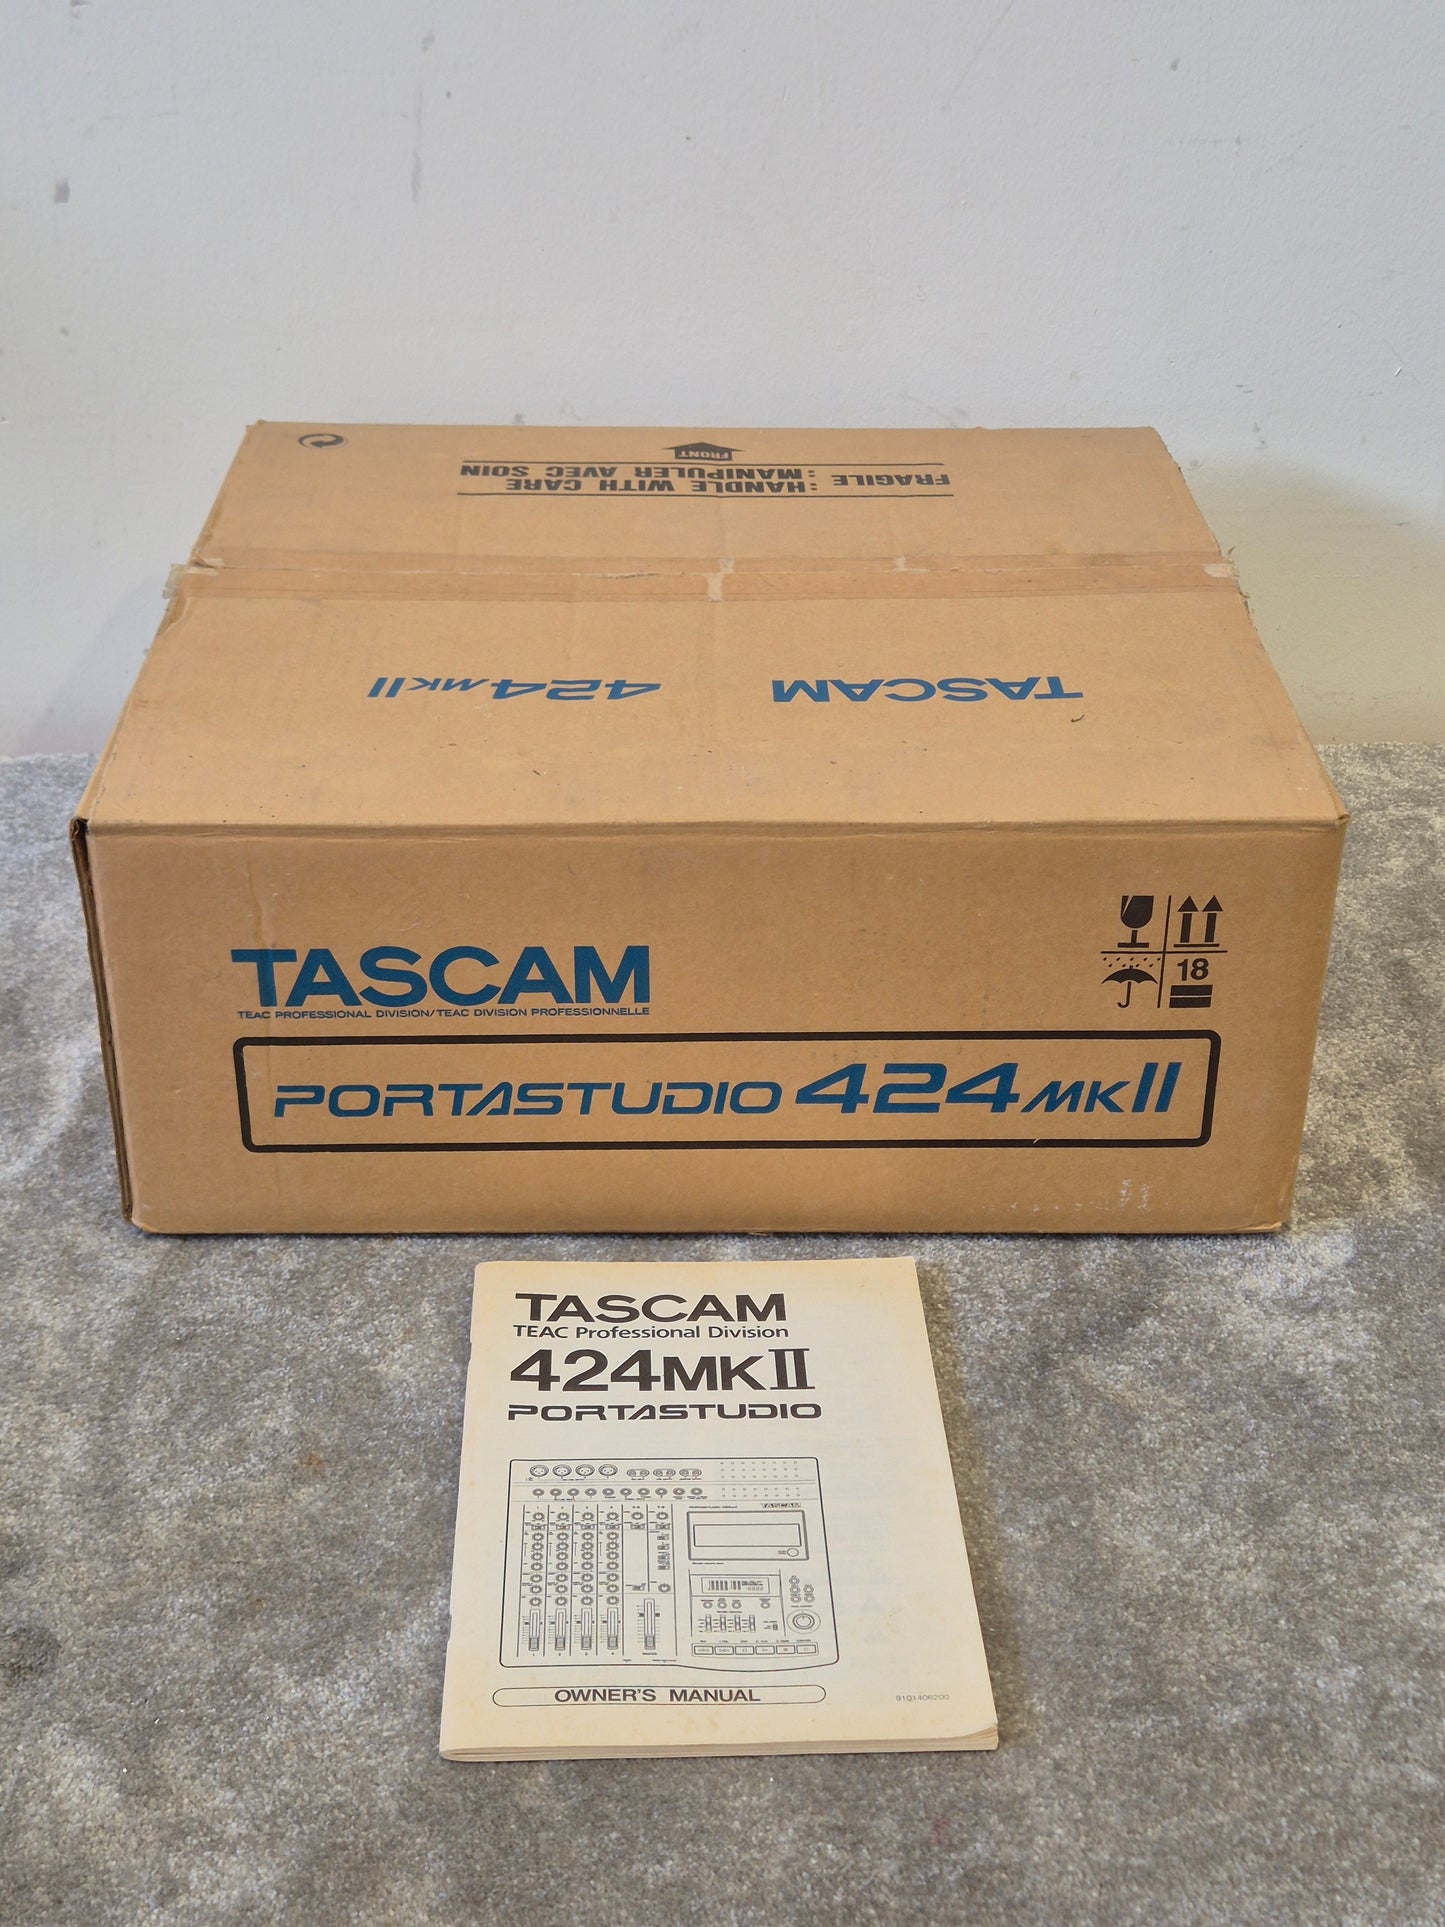 FRONT
FRAGILE : HANDLE WITH CARE
: MANIPULER AVEC SOIN
TASCAM 424MKII
TASCAM
TEAC PROFESSIONAL DIVISION/TEAC DIVISION PROFESSIONNELLE
PORTASTUDIO 424MKII
18
TASCAM
TEAC Professional Division
424MKII
PORTASTUDIO
TASCAM
OWNER'S MANUAL
9101406200